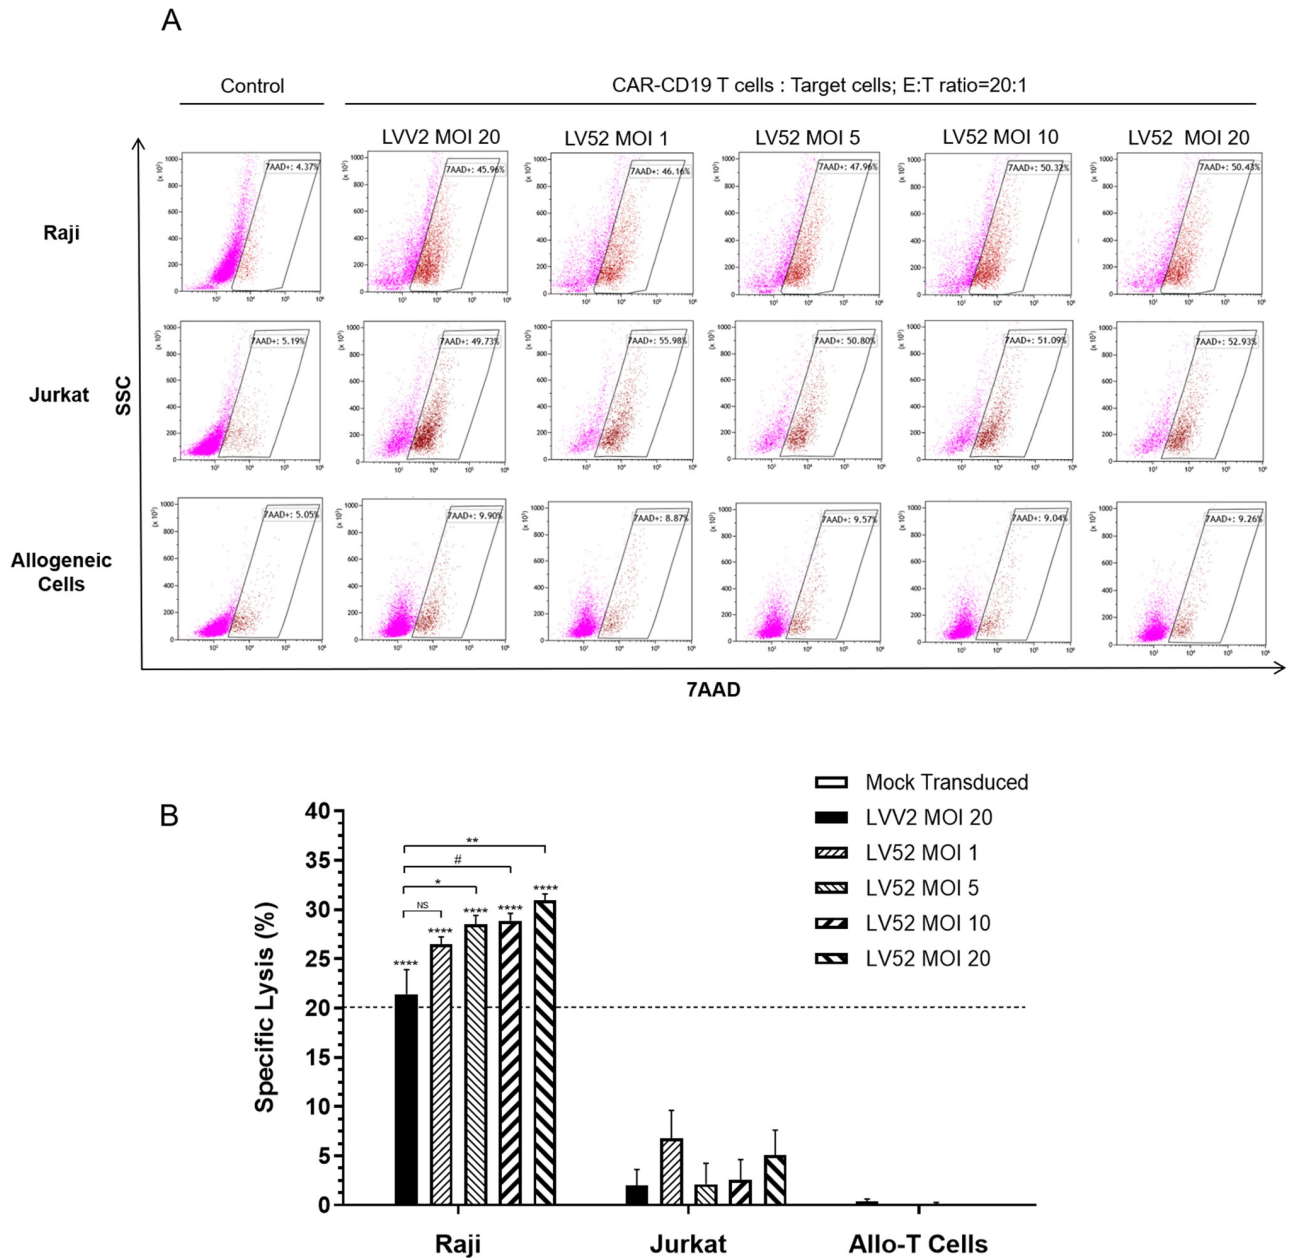 A
Control
CAR-CD19 T cells : Target cells; E:T ratio=20:1
LVV2 MOI 20
LV52 MOI 1
LV52 MOI 5
LV52 MOI 10
LV52 MOI 20
Raji
7AAD+: 4.37%
7AAD+: 45.96%
7AAD+: 46.16%
7AAD+: 47.96%
7AAD+: 50.32%
7AAD+: 50.43%
Jurkat
7AAD+: 5.19%
7AAD+: 49.73%
7AAD+: 55.98%
7AAD+: 50.80%
7AAD+: 51.09%
7AAD+: 52.93%
Allogeneic
Cells
7AAD+: 5.05%
7AAD+: 9.90%
7AAD+: 8.87%
7AAD+: 9.57%
7AAD+: 9.04%
7AAD+: 9.26%
SSC
7AAD
B
Mock Transduced
LVV2 MOI 20
LV52 MOI 1
LV52 MOI 5
LV52 MOI 10
LV52 MOI 20
Specific Lysis (%)
40
35
30
25
20
15
10
5
0
**
#
*
NS
****
****
****
****
****
Raji
Jurkat
Allo-T Cells